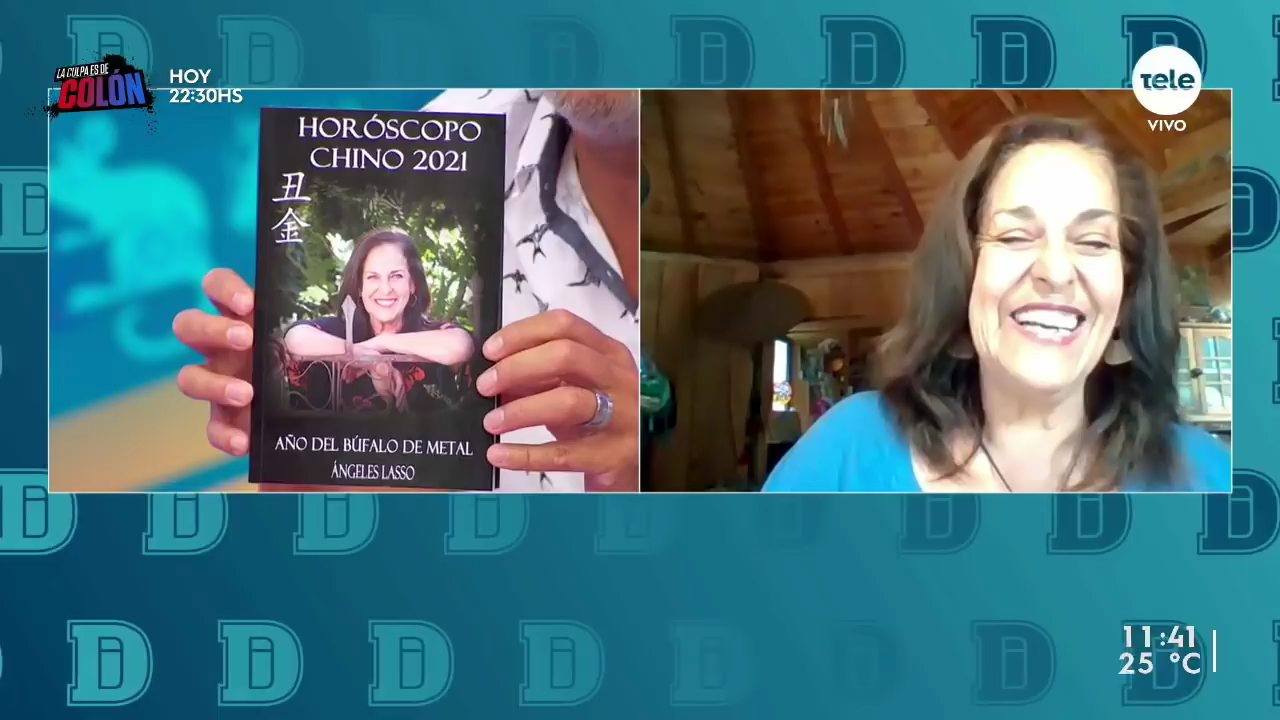 LA CULPA ES DE
COLÓN
HOY
22:30HS
tele
VIVO
HORÓSCOPO
CHINO 2021
丑
金
AÑO DEL BÚFALO DE METAL
ÁNGELES LASSO
11:41
25 °C